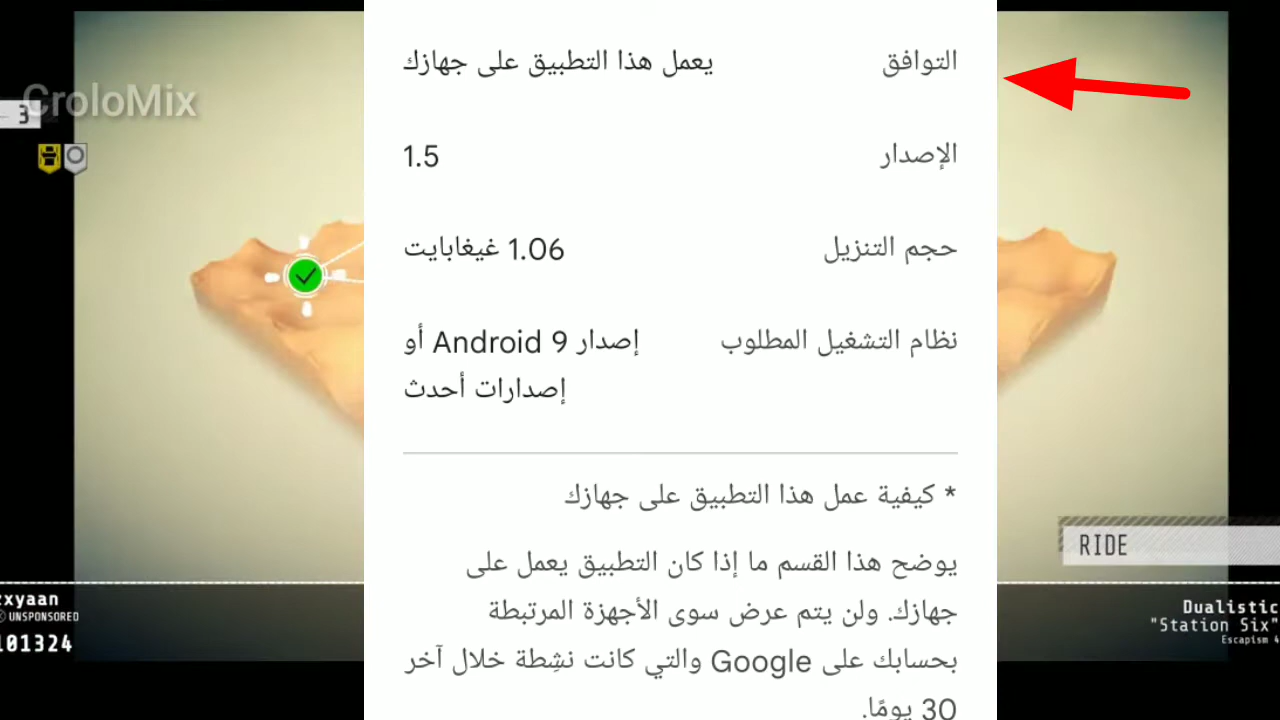 CroloMix
3
التوافق يعمل هذا التطبيق على جهازك
الإصدار 1.5
حجم التنزيل 1.06 غيغابايت
نظام التشغيل المطلوب إصدار Android 9 أو
إصدارات أحدث
* كيفية عمل هذا التطبيق على جهازك
يوضح هذا القسم ما إذا كان التطبيق يعمل على
جهازك. ولن يتم عرض سوى الأجهزة المرتبطة
بحسابك على Google والتي كانت نشِطة خلال آخر
30 يومًا.
RIDE
xyaan
UNSPONSORED
101324
Dualistic
"Station Six"
Escapism 4